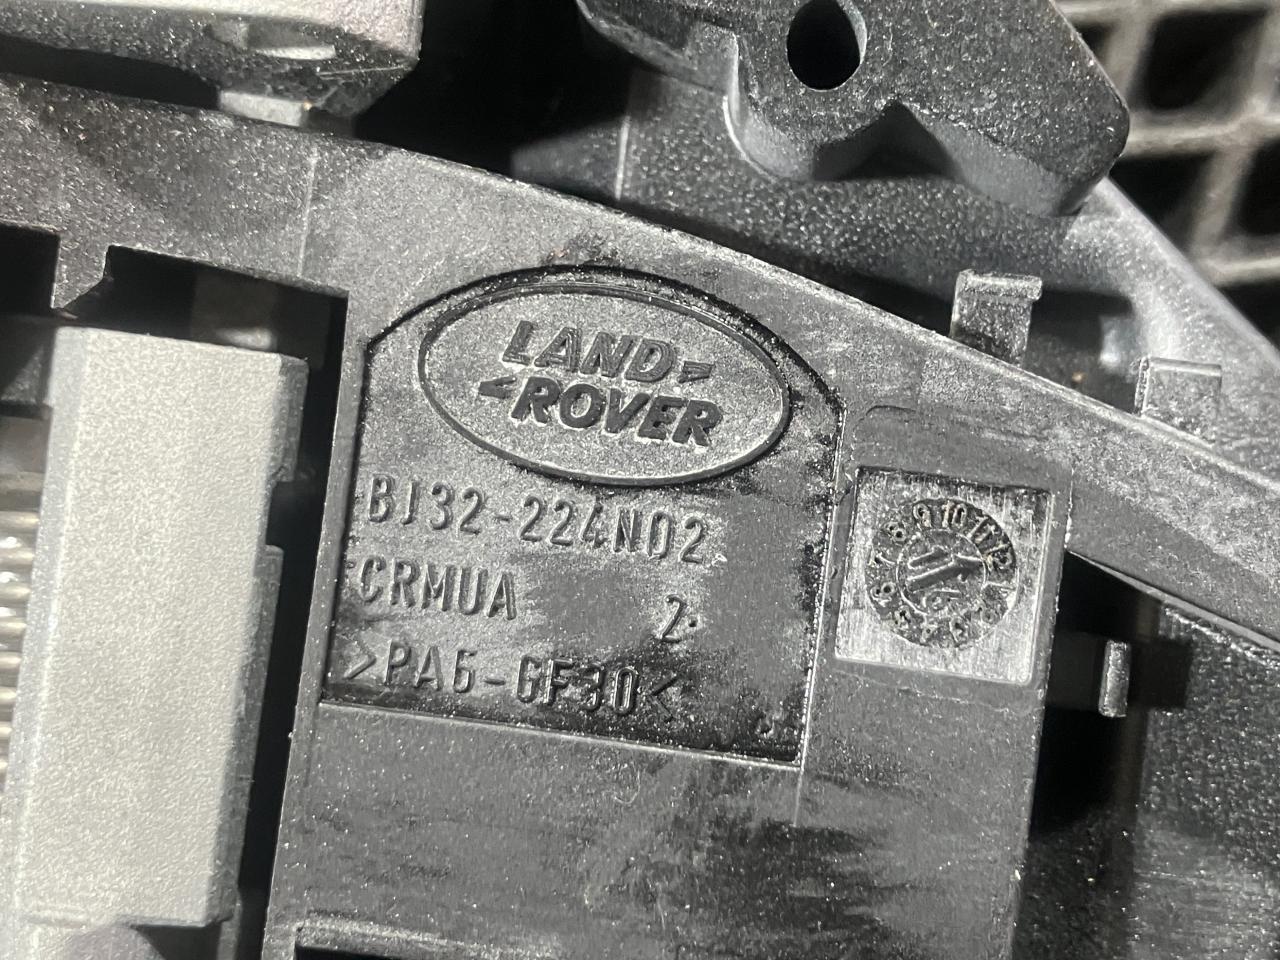 LAND
ROVER
BJ32-224N02
CRMUA
2
>PA6-GF30<